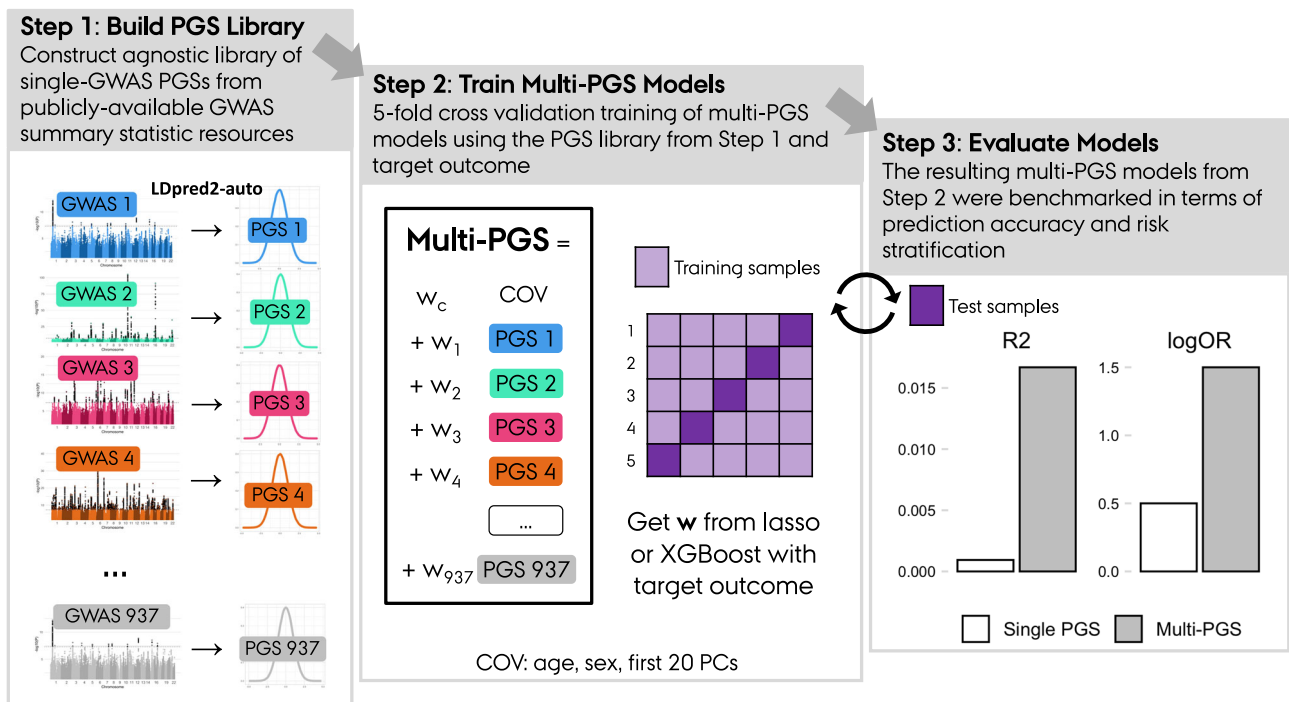 Step 1: Build PGS Library
Construct agnostic library of
single-GWAS PGSs from
publicly-available GWAS
summary statistic resources
LDpred2-auto
GWAS 1
PGS 1
Chromosome
GWAS 2
PGS 2
Chromosome
GWAS 3
PGS 3
Chromosome
GWAS 4
PGS 4
Chromosome
...
GWAS 937
PGS 937
Chromosome
Step 2: Train Multi-PGS Models
5-fold cross validation training of multi-PGS
models using the PGS library from Step 1 and
target outcome
Multi-PGS =
w_c COV
+ w_1 PGS 1
+ w_2 PGS 2
+ w_3 PGS 3
+ w_4 PGS 4
...
+ w_937 PGS 937
Training samples
1
2
3
4
5
Get w from lasso
or XGBoost with
target outcome
COV: age, sex, first 20 PCs
Step 3: Evaluate Models
The resulting multi-PGS models from
Step 2 were benchmarked in terms of
prediction accuracy and risk
stratification
Test samples
R2
0.015
0.010
0.005
0.000
logOR
1.5
1.0
0.5
0.0
Single PGS
Multi-PGS